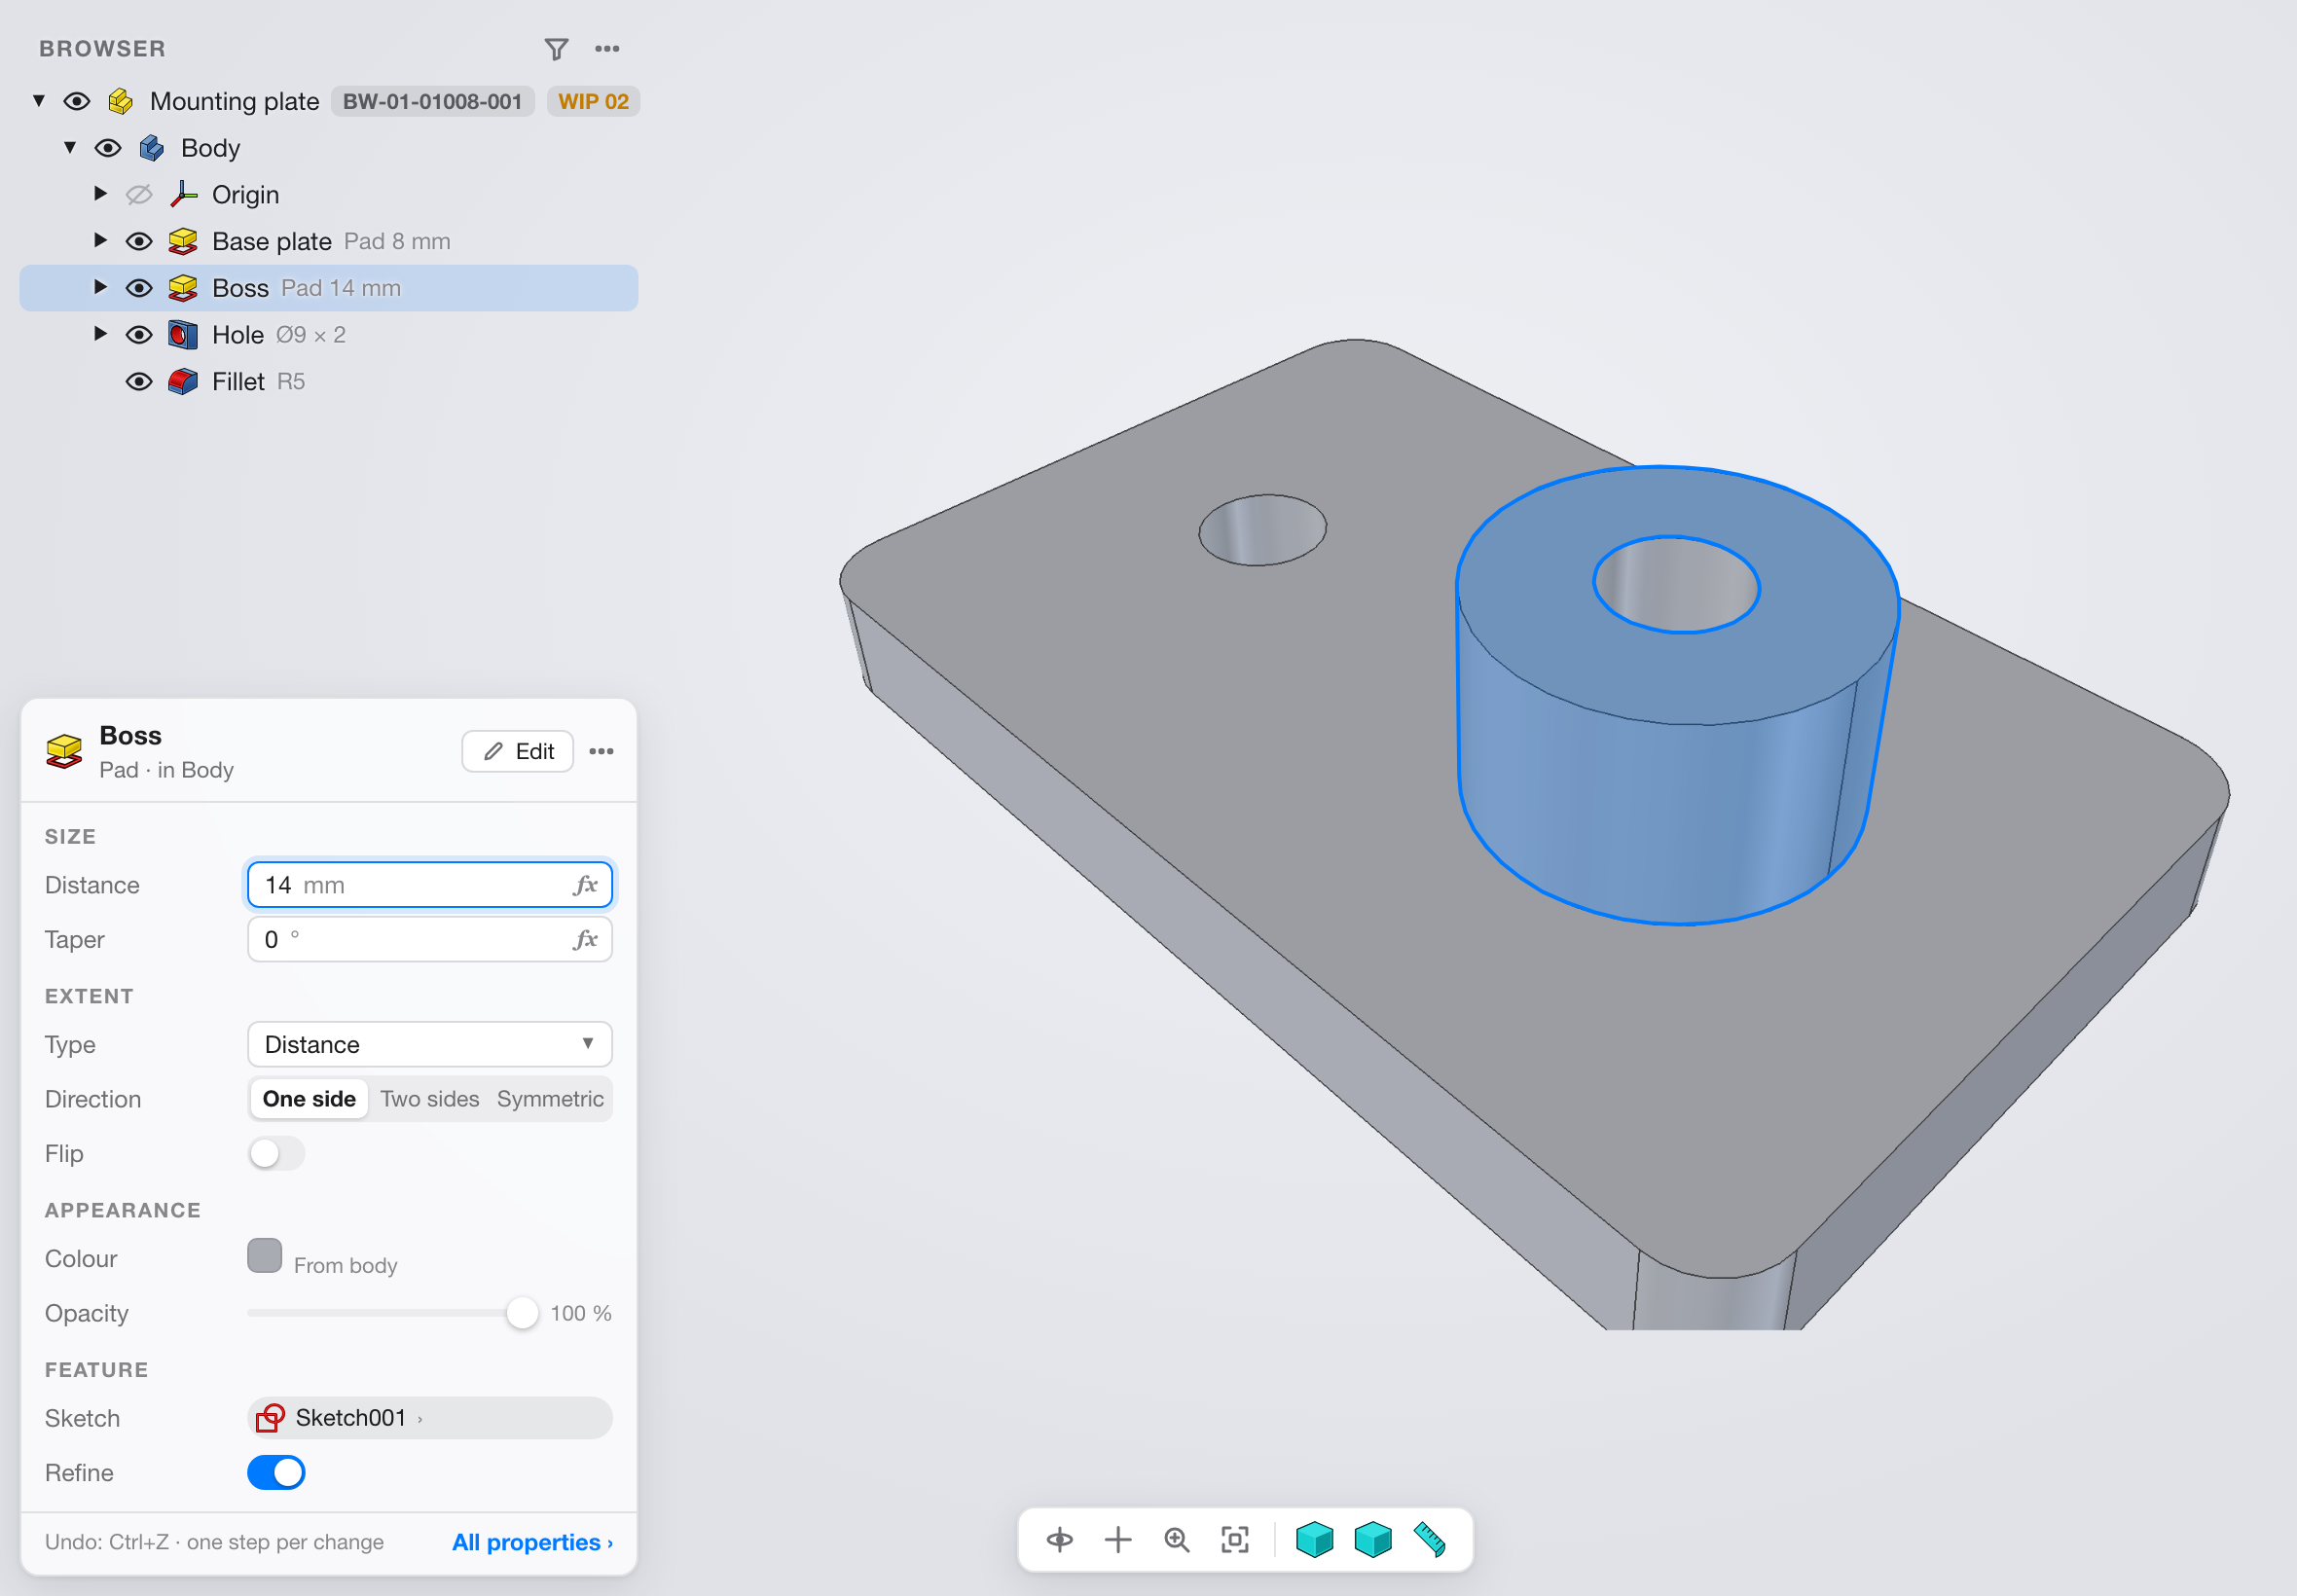 BROWSER
Mounting plate BW-01-01008-001 WIP 02
Body
Origin
Base plate Pad 8 mm
Boss Pad 14 mm
Hole Ø9 × 2
Fillet R5
Boss
Pad · in Body
Edit
SIZE
Distance 14 mm fx
Taper 0 ° fx
EXTENT
Type Distance
Direction One side Two sides Symmetric
Flip
APPEARANCE
Colour From body
Opacity 100 %
FEATURE
Sketch Sketch001 ›
Refine
Undo: Ctrl+Z · one step per change All properties ›